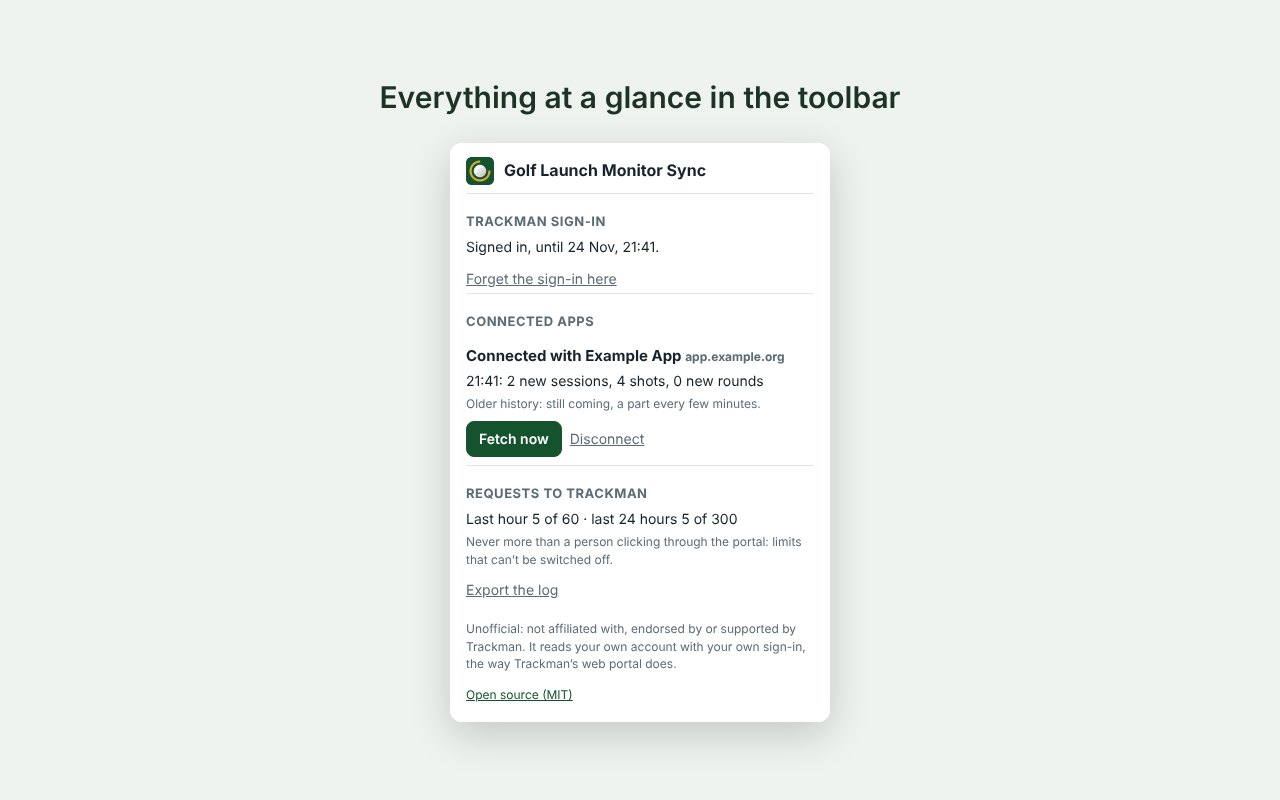 Everything at a glance in the toolbar
Golf Launch Monitor Sync
TRACKMAN SIGN-IN
Signed in, until 24 Nov, 21:41.
Forget the sign-in here
CONNECTED APPS
Connected with Example App app.example.org
21:41: 2 new sessions, 4 shots, 0 new rounds
Older history: still coming, a part every few minutes.
Fetch now Disconnect
REQUESTS TO TRACKMAN
Last hour 5 of 60 · last 24 hours 5 of 300
Never more than a person clicking through the portal: limits
that can’t be switched off.
Export the log
Unofficial: not affiliated with, endorsed by or supported by
Trackman. It reads your own account with your own sign-in,
the way Trackman’s web portal does.
Open source (MIT)